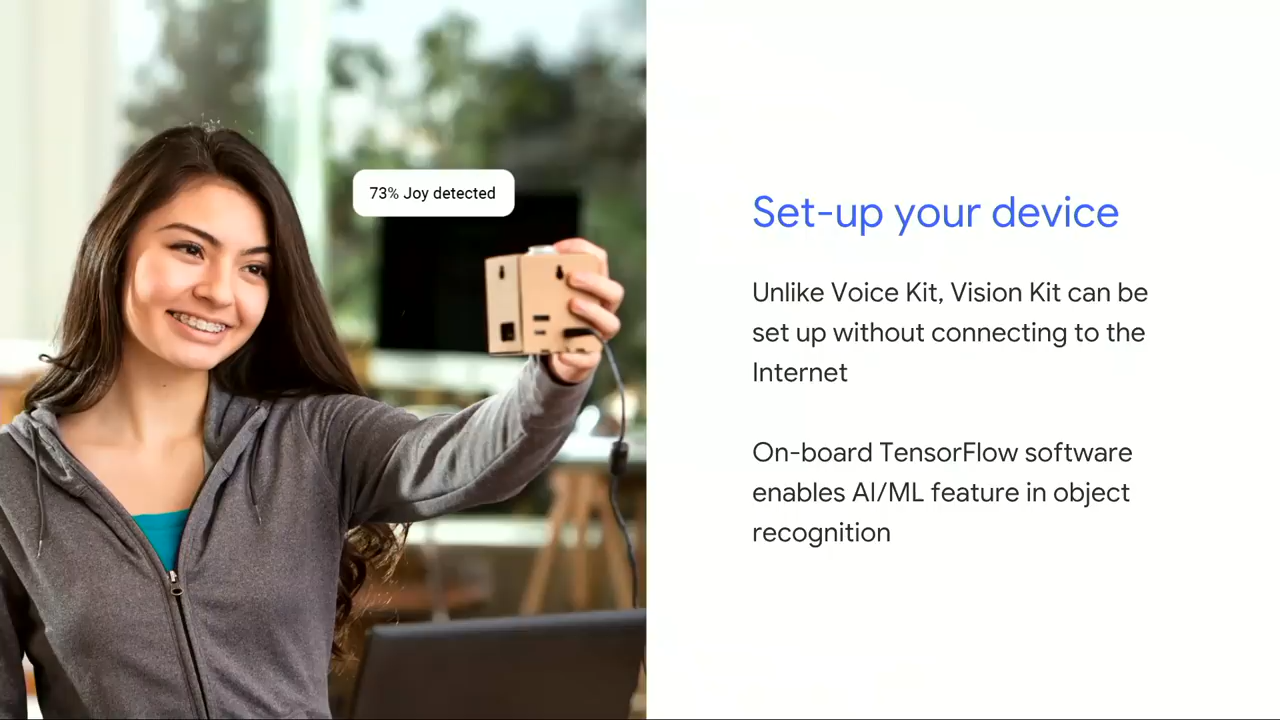 73% Joy detected
Set-up your device
Unlike Voice Kit, Vision Kit can be
set up without connecting to the
Internet
On-board TensorFlow software
enables AI/ML feature in object
recognition